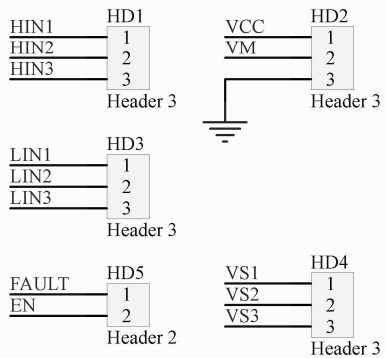 HD1
HIN1 1
HIN2 2
HIN3 3
Header 3
HD2
VCC 1
VM 2
3
Header 3
HD3
LIN1 1
LIN2 2
LIN3 3
Header 3
HD5
FAULT 1
EN 2
Header 2
HD4
VS1 1
VS2 2
VS3 3
Header 3